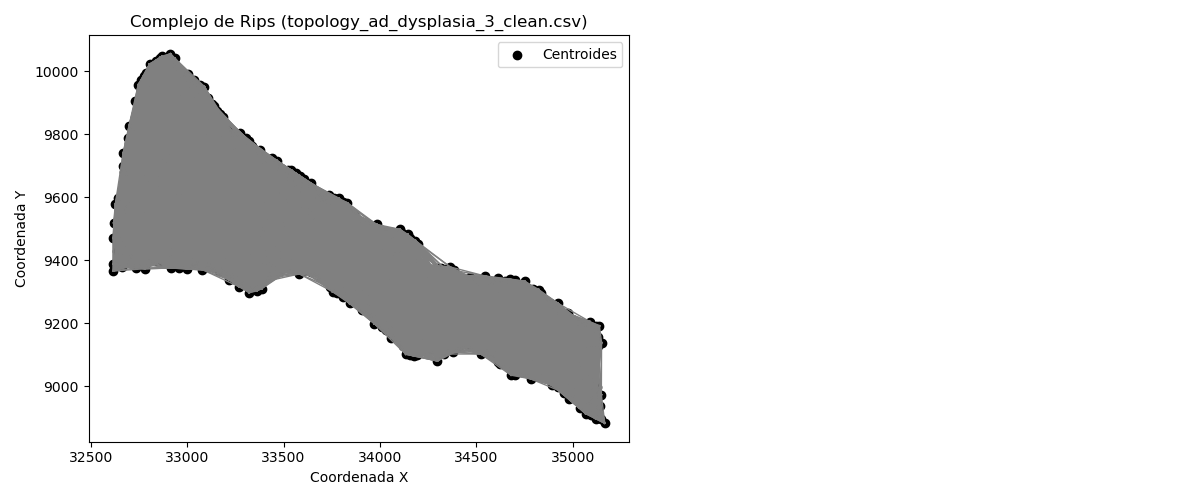 Complejo de Rips (topology_ad_dysplasia_3_clean.csv)
Centroides
10000
9800
9600
9400
9200
9000
Coordenada Y
32500 33000 33500 34000 34500 35000
Coordenada X